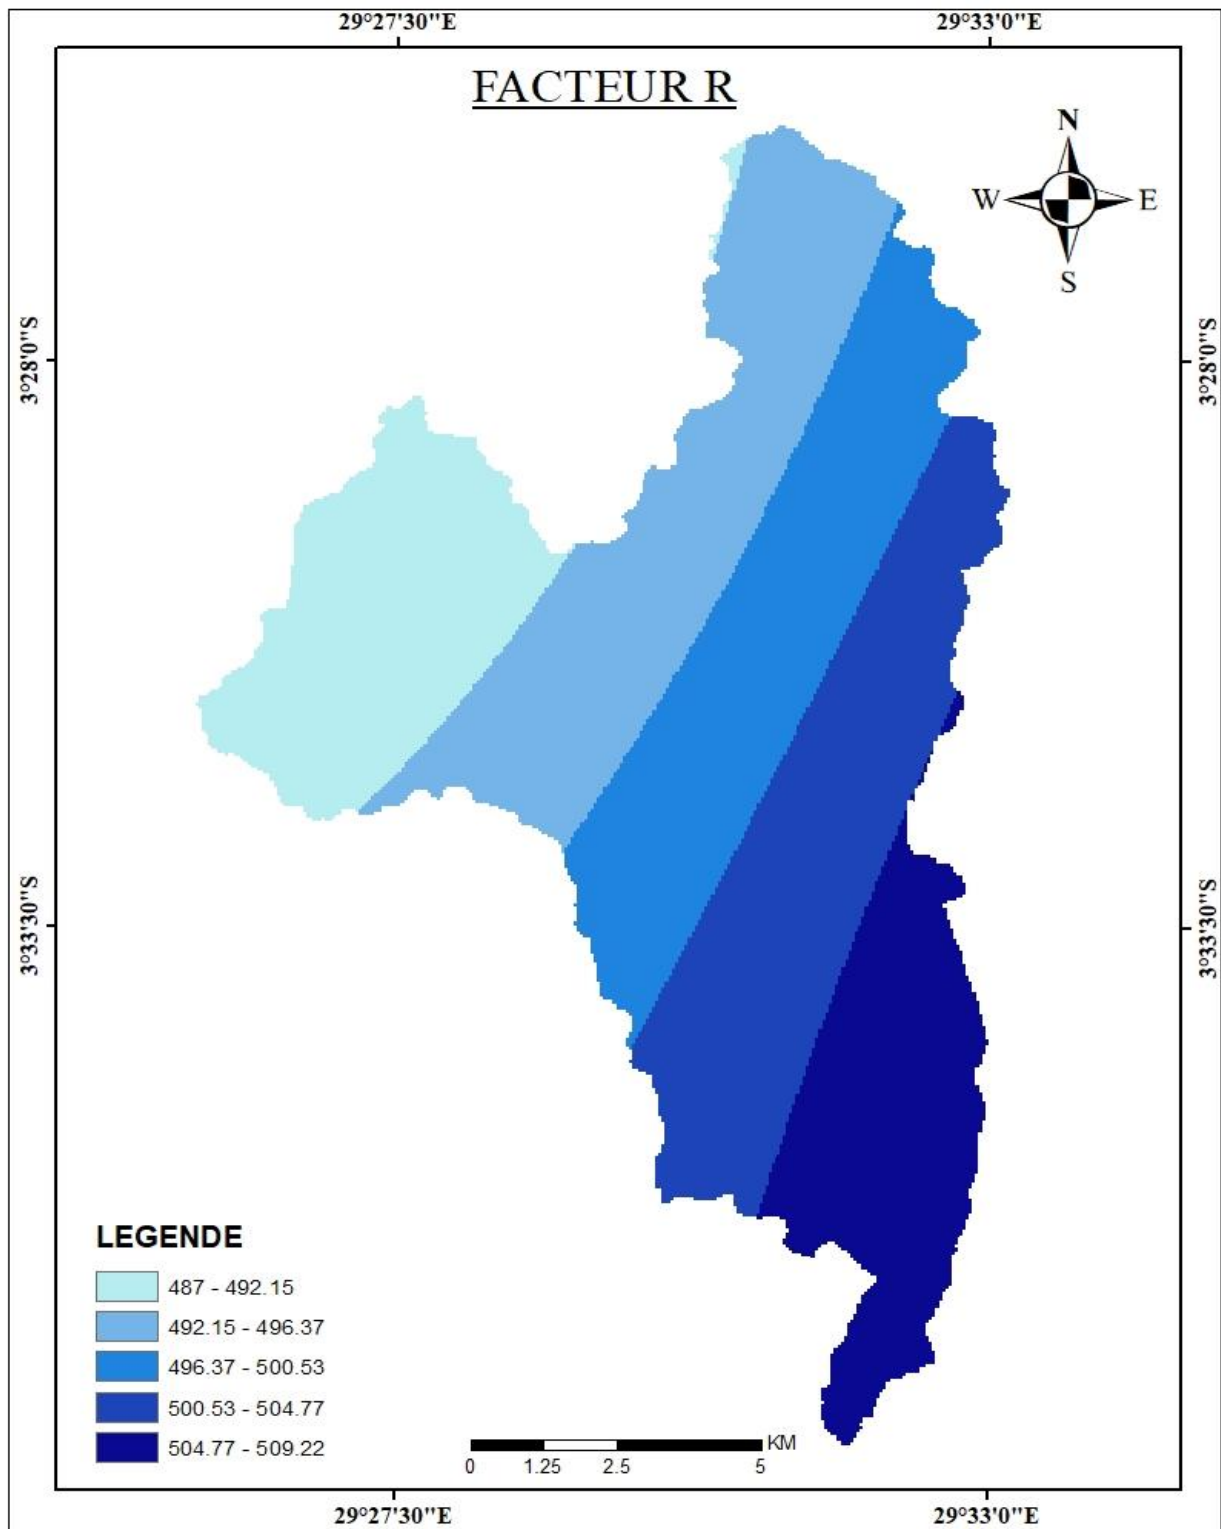 29°27'30"E 29°33'0"E
FACTEUR R
N
W E
S
3°28'0"S 3°28'0"S
3°33'30"S 3°33'30"S
LEGENDE
487 - 492.15
492.15 - 496.37
496.37 - 500.53
500.53 - 504.77
504.77 - 509.22
KM
0 1.25 2.5 5
29°27'30"E 29°33'0"E